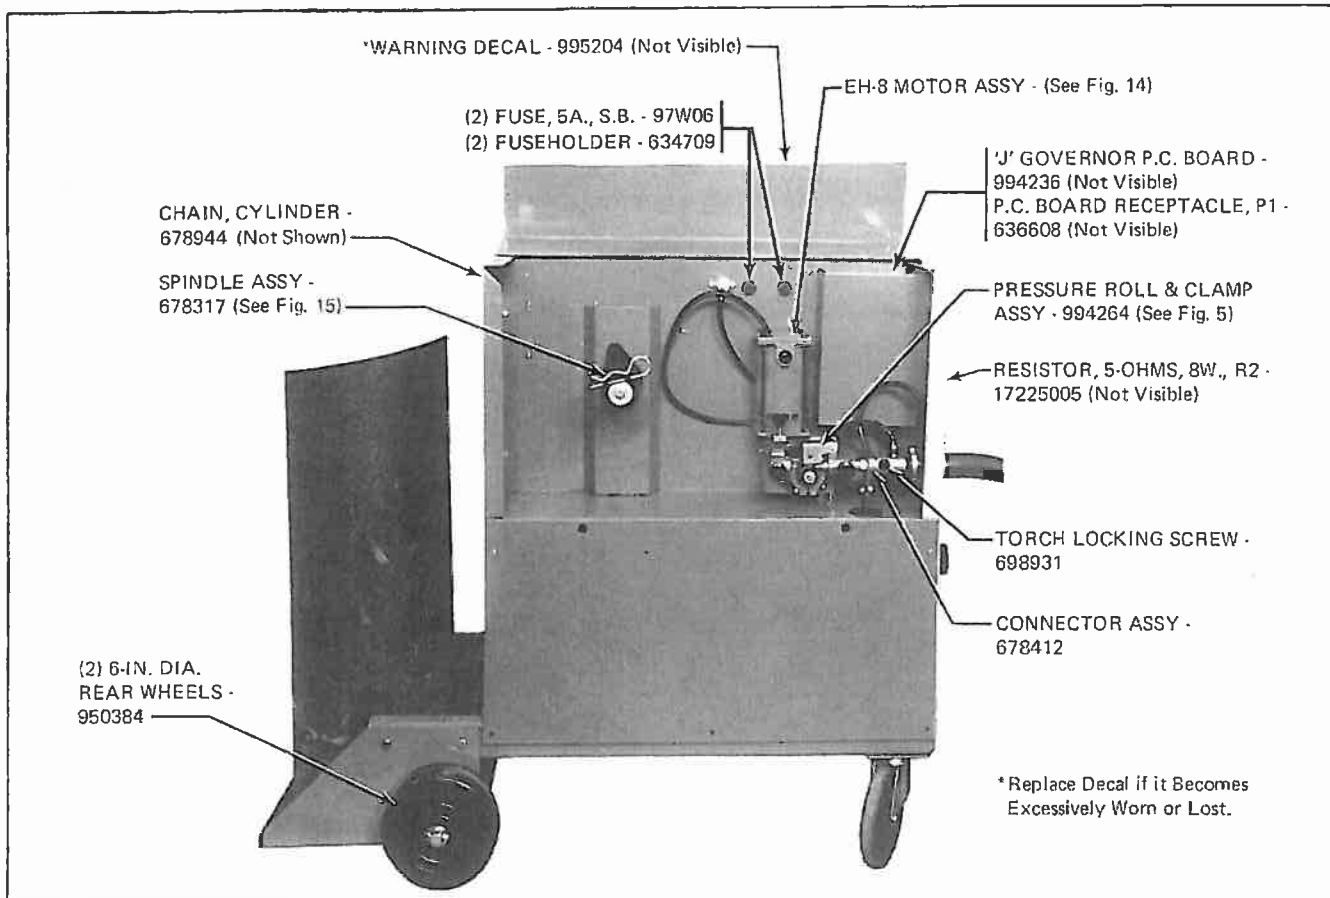 *WARNING DECAL - 995204 (Not Visible)
EH-8 MOTOR ASSY - (See Fig. 14)
(2) FUSE, 5A., S.B. - 97W06
(2) FUSEHOLDER - 634709
'J' GOVERNOR P.C. BOARD -
994236 (Not Visible)
P.C. BOARD RECEPTACLE, P1 -
636608 (Not Visible)
CHAIN, CYLINDER -
678944 (Not Shown)
SPINDLE ASSY -
678317 (See Fig. 15)
PRESSURE ROLL & CLAMP
ASSY - 994264 (See Fig. 5)
RESISTOR, 5-OHMS, 8W., R2 -
17225005 (Not Visible)
TORCH LOCKING SCREW -
698931
CONNECTOR ASSY -
678412
(2) 6-IN. DIA.
REAR WHEELS -
950384
*Replace Decal if it Becomes
Excessively Worn or Lost.